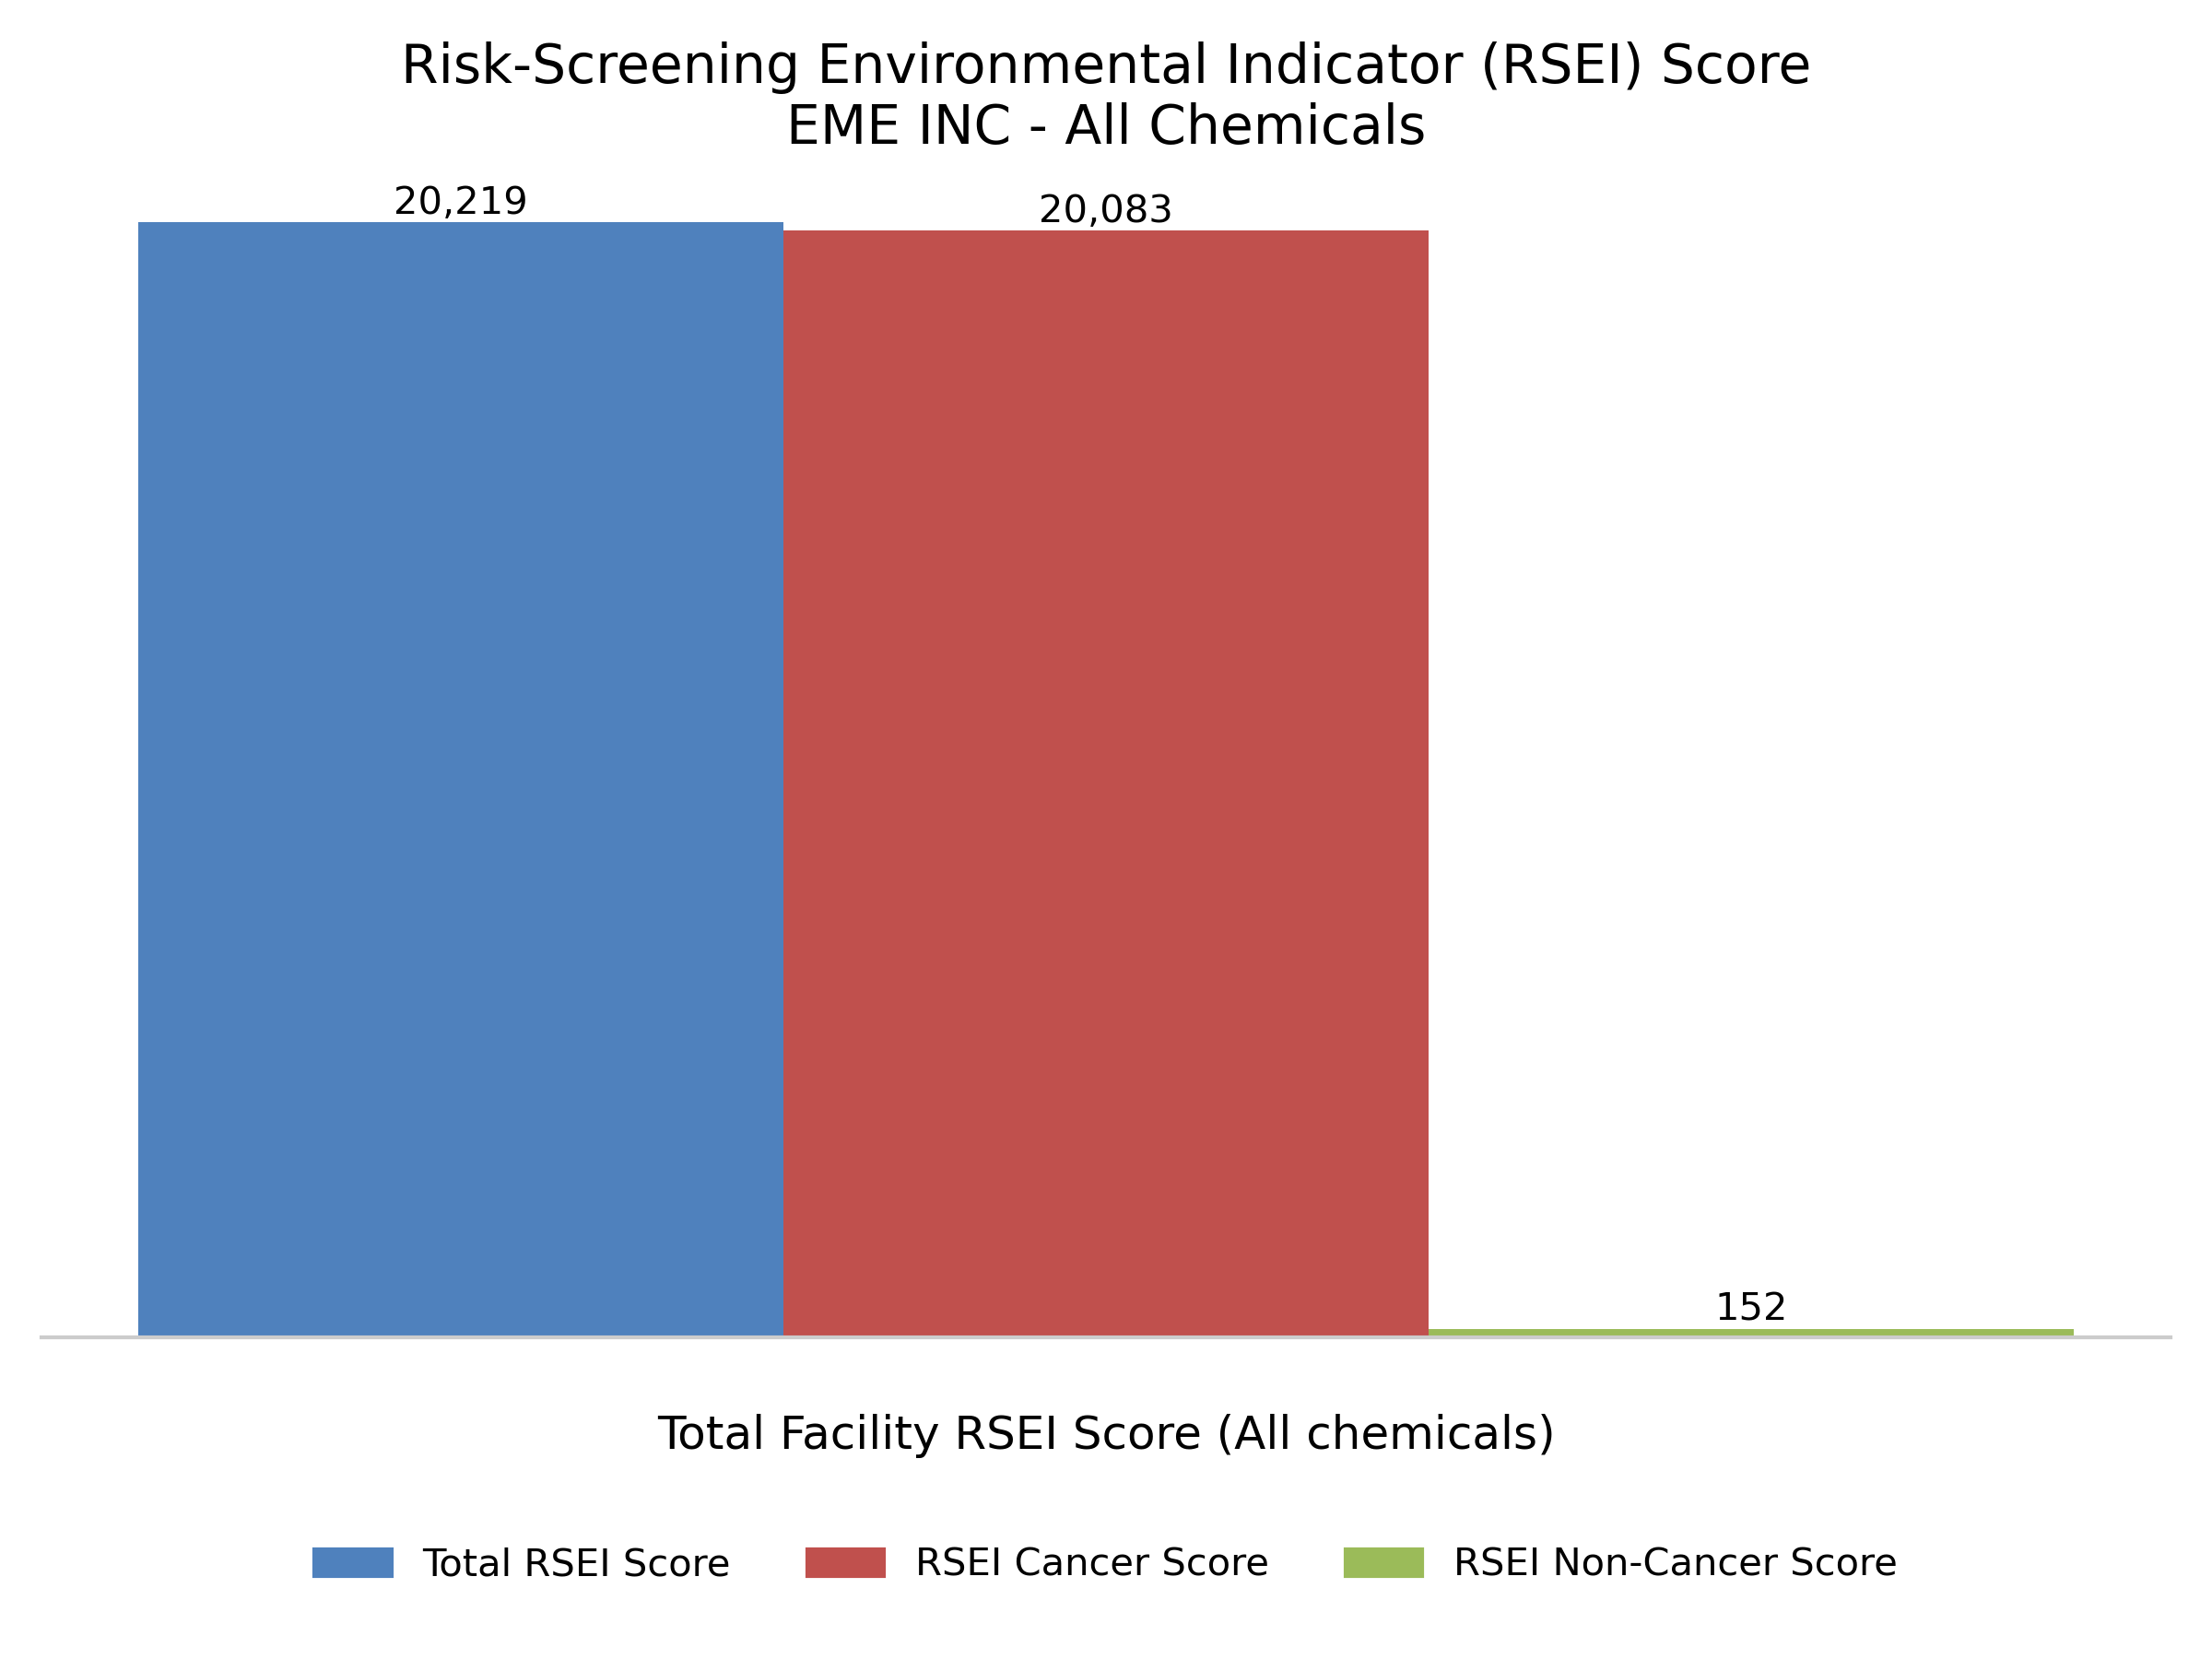 Risk-Screening Environmental Indicator (RSEI) Score
EME INC - All Chemicals
20,219
20,083
152
Total Facility RSEI Score (All chemicals)
Total RSEI Score
RSEI Cancer Score
RSEI Non-Cancer Score